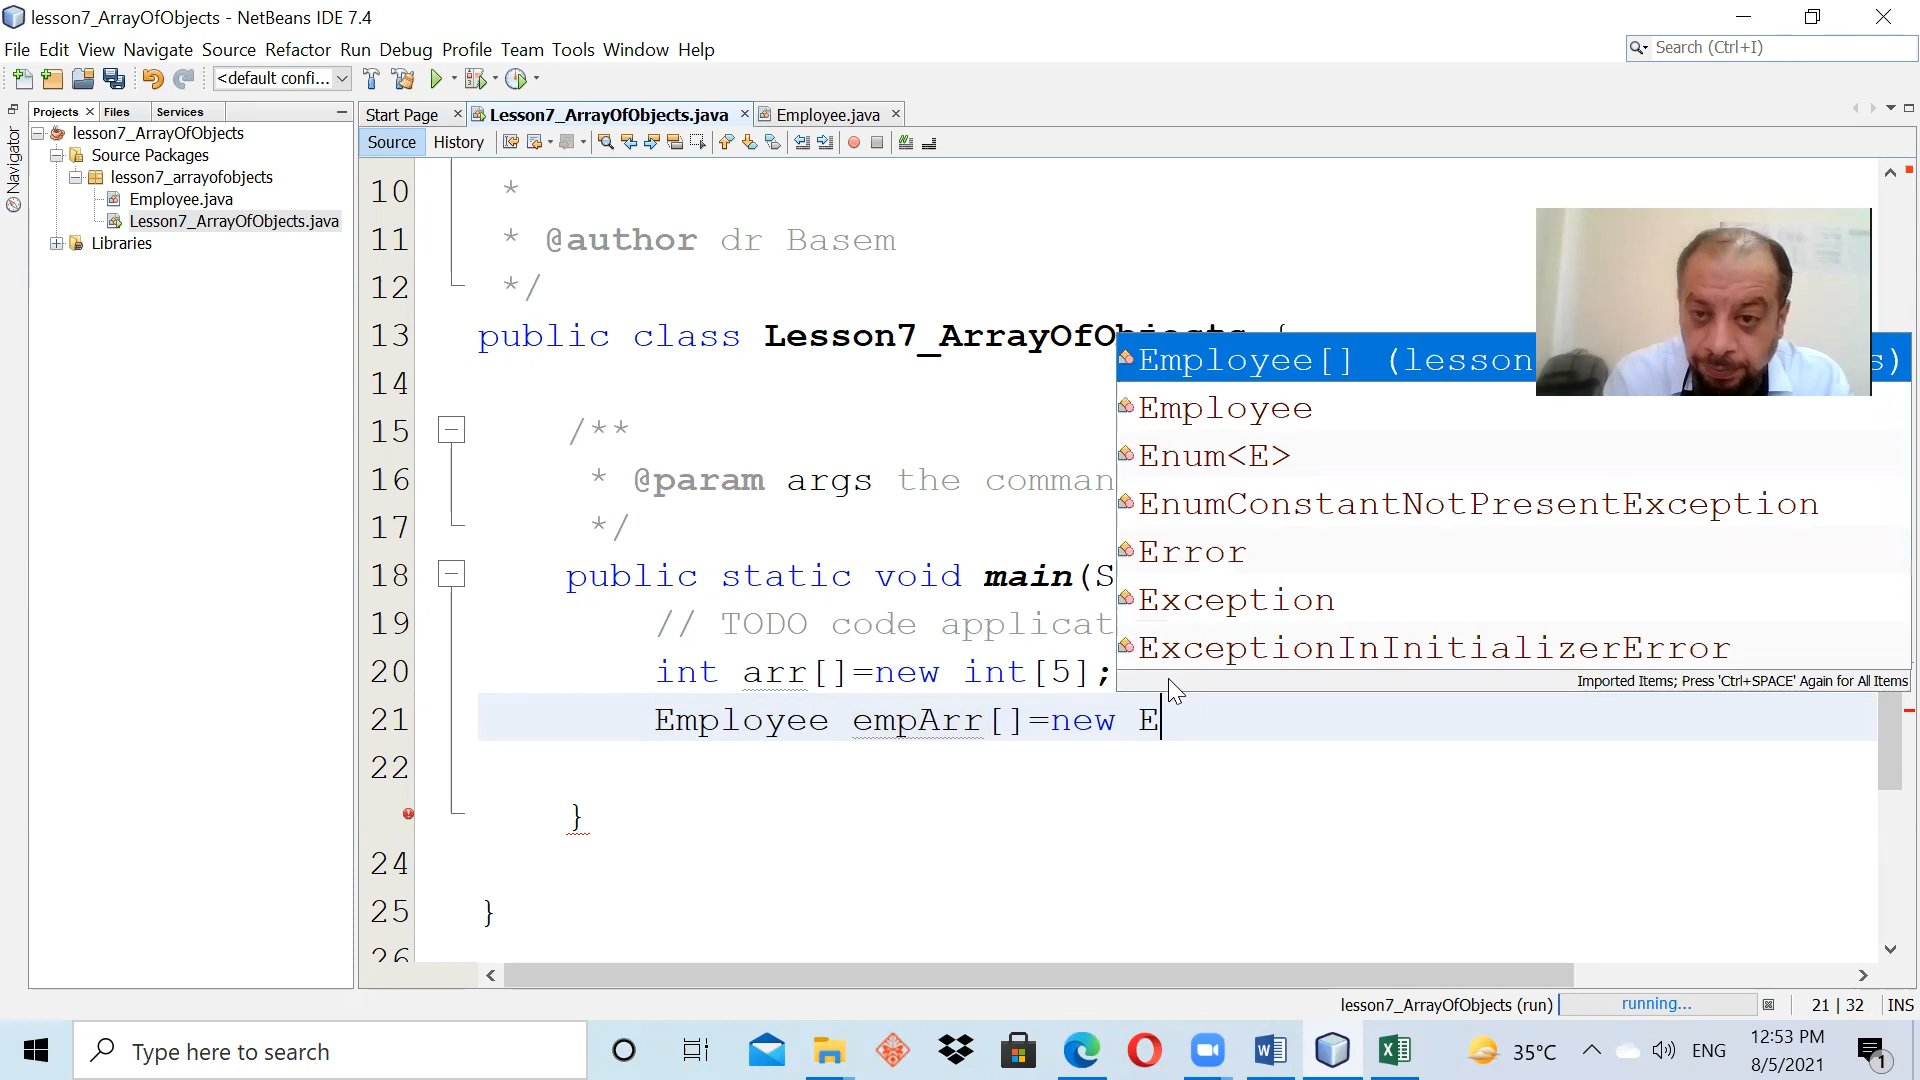 lesson7_ArrayOfObjects - NetBeans IDE 7.4
File Edit View Navigate Source Refactor Run Debug Profile Team Tools Window Help
Search (Ctrl+I)
<default confi...
Projects Files Services
Start Page Lesson7_ArrayOfObjects.java Employee.java
Navigator
lesson7_ArrayOfObjects
Source Packages
lesson7_arrayofobjects
Employee.java
Lesson7_ArrayOfObjects.java
Libraries
Source History
10 *
11 * @author dr Basem
12 */
13 public class Lesson7_ArrayOfObjects {
14
15 /**
16 * @param args the comman
17 */
18 public static void main(S
19 // TODO code applicat
20 int arr[]=new int[5];
21 Employee empArr[]=new E
22
}
24
25 }
26
Employee[] (lesson s)
Employee
Enum<E>
EnumConstantNotPresentException
Error
Exception
ExceptionInInitializerError
Imported Items; Press 'Ctrl+SPACE' Again for All Items
lesson7_ArrayOfObjects (run) running... 21 | 32 INS
Type here to search
35°C ENG 12:53 PM
8/5/2021
1